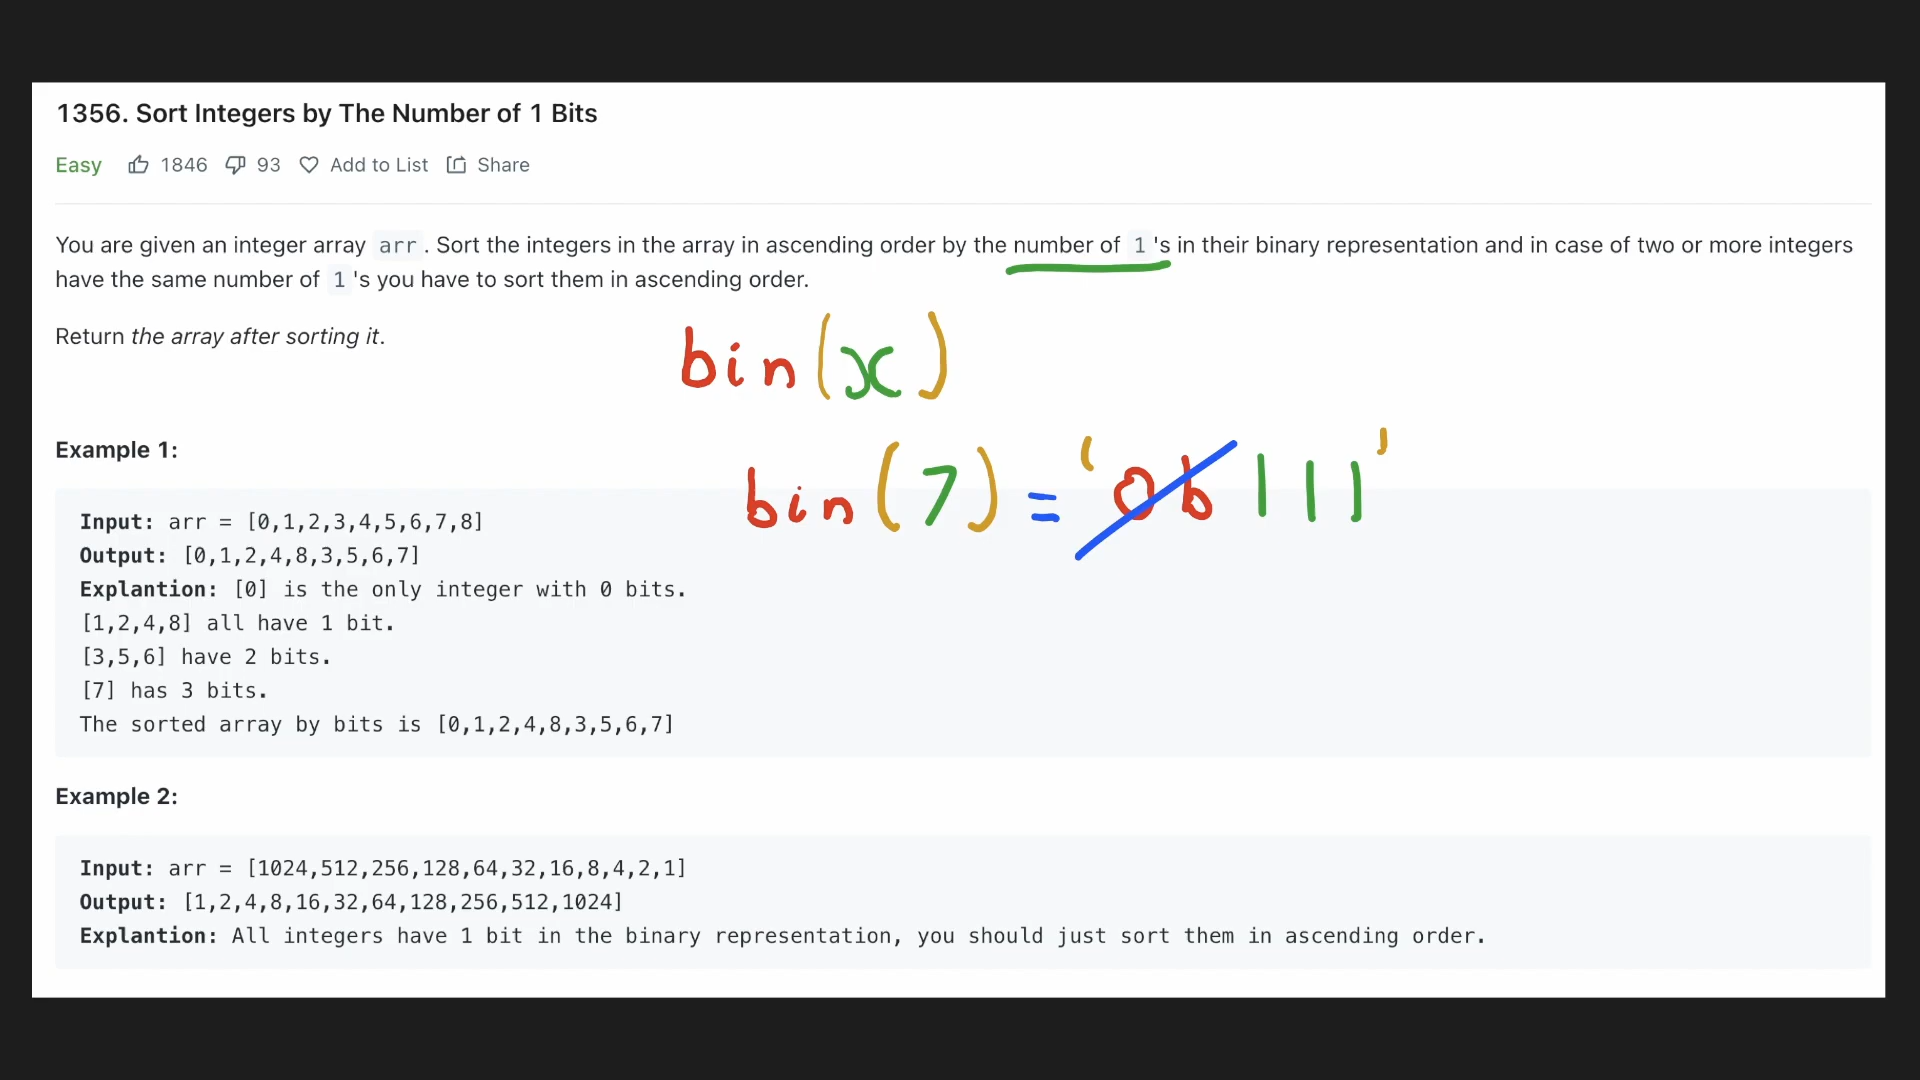 1356. Sort Integers by The Number of 1 Bits
Easy 1846 93 Add to List Share
You are given an integer array arr. Sort the integers in the array in ascending order by the number of 1's in their binary representation and in case of two or more integers
have the same number of 1's you have to sort them in ascending order.
Return the array after sorting it.
bin(x)
bin(7) = '0b111'
Example 1:
Input: arr = [0,1,2,3,4,5,6,7,8]
Output: [0,1,2,4,8,3,5,6,7]
Explantion: [0] is the only integer with 0 bits.
[1,2,4,8] all have 1 bit.
[3,5,6] have 2 bits.
[7] has 3 bits.
The sorted array by bits is [0,1,2,4,8,3,5,6,7]
Example 2:
Input: arr = [1024,512,256,128,64,32,16,8,4,2,1]
Output: [1,2,4,8,16,32,64,128,256,512,1024]
Explantion: All integers have 1 bit in the binary representation, you should just sort them in ascending order.